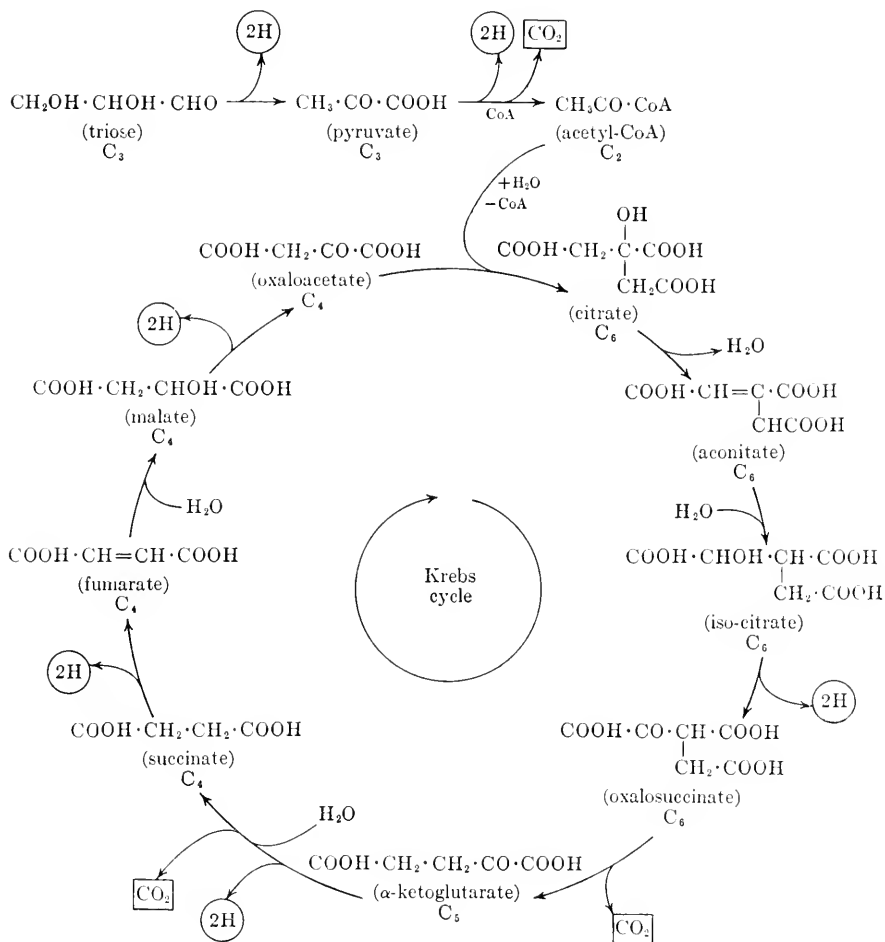 2H
2H
CO₂
CH₂OH·CHOH·CHO
(triose)
C₃
CH₃·CO·COOH
(pyruvate)
C₃
CoA
CH₃CO·CoA
(acetyl-CoA)
C₂
+H₂O
−CoA
COOH·CH₂·CO·COOH
(oxaloacetate)
C₄
OH
COOH·CH₂·C·COOH
CH₂COOH
(citrate)
C₆
H₂O
COOH·CH=C·COOH
CHCOOH
(aconitate)
C₆
H₂O
COOH·CHOH·CH·COOH
CH₂·COOH
(iso-citrate)
C₆
2H
COOH·CO·CH·COOH
CH₂·COOH
(oxalosuccinate)
C₆
CO₂
COOH·CH₂·CH₂·CO·COOH
(α-ketoglutarate)
C₅
H₂O
CO₂
2H
COOH·CH₂·CH₂·COOH
(succinate)
C₄
2H
COOH·CH=CH·COOH
(fumarate)
C₄
H₂O
COOH·CH₂·CHOH·COOH
(malate)
C₄
2H
Krebs
cycle